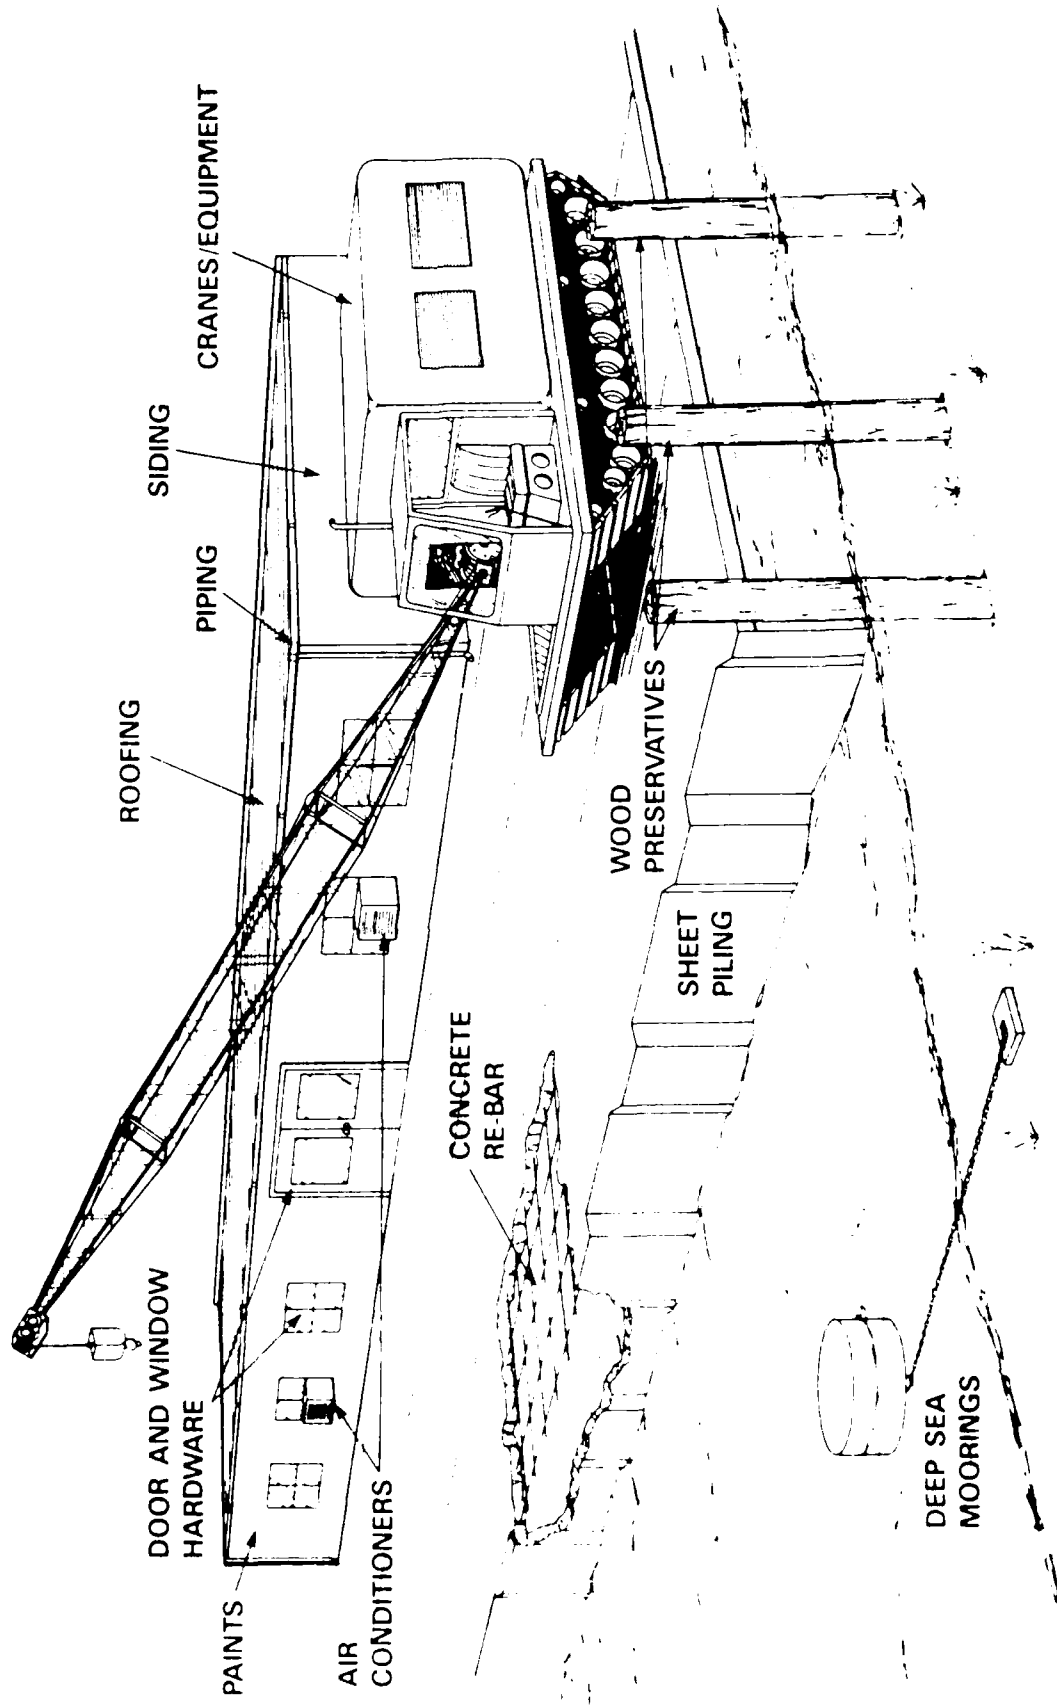 PAINTS
AIR
CONDITIONERS
DOOR AND WINDOW
HARDWARE
ROOFING
PIPING
SIDING
CRANES/EQUIPMENT
CONCRETE
RE-BAR
WOOD
PRESERVATIVES
SHEET
PILING
DEEP SEA
MOORINGS